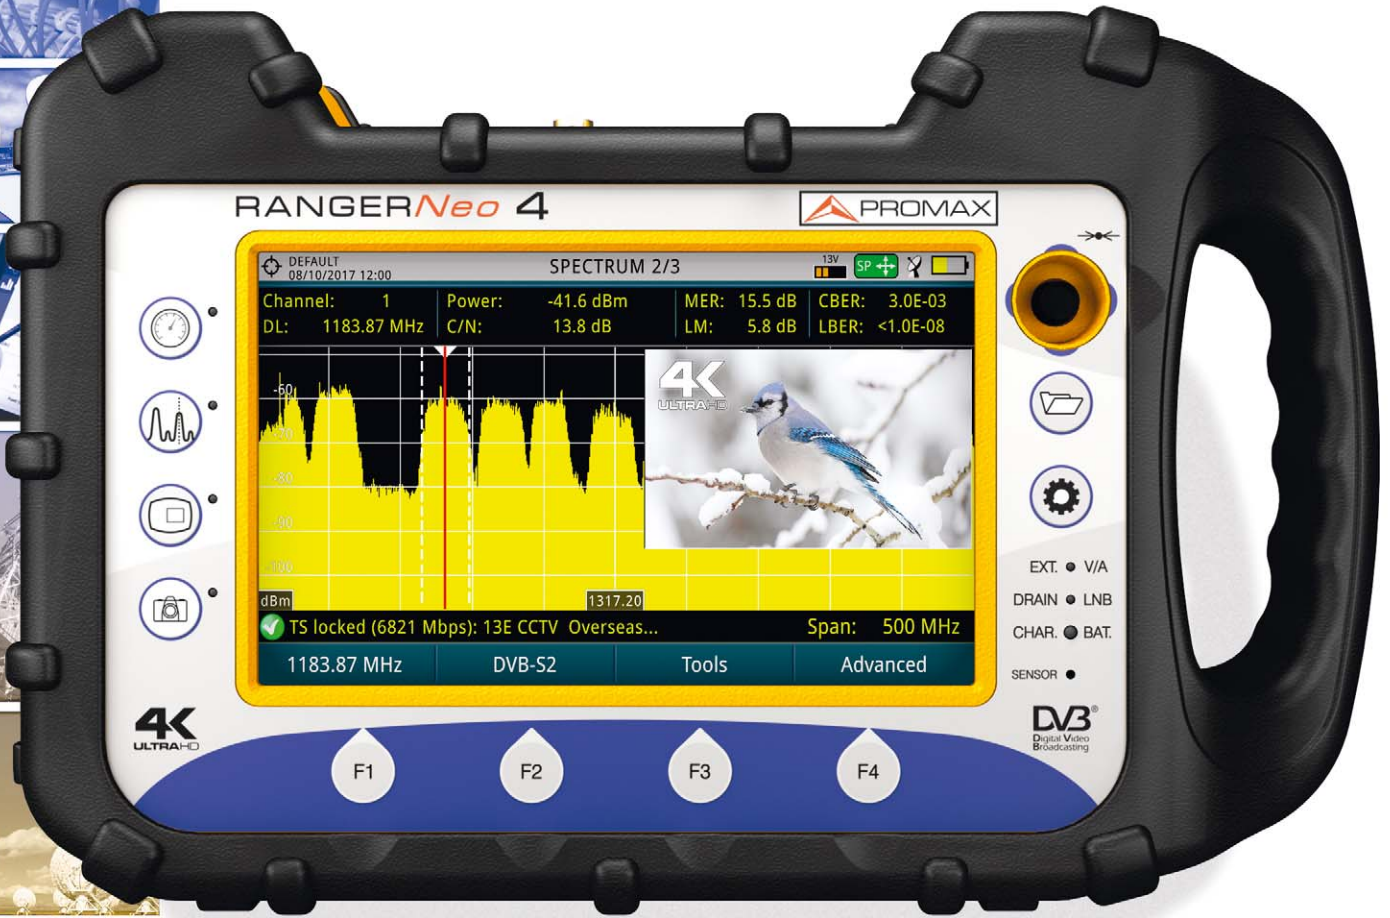 RANGERNeo 4
PROMAX
DEFAULT
08/10/2017 12:00
SPECTRUM 2/3
13V
SP
Channel: 1
Power: -41.6 dBm
MER: 15.5 dB
CBER: 3.0E-03
DL: 1183.87 MHz
C/N: 13.8 dB
LM: 5.8 dB
LBER: <1.0E-08
4K
ULTRAHD
-60
-70
-80
-90
-100
dBm
1317.20
TS locked (6821 Mbps): 13E CCTV Overseas...
Span: 500 MHz
1183.87 MHz
DVB-S2
Tools
Advanced
EXT. V/A
DRAIN LNB
CHAR. BAT.
SENSOR
4K
ULTRAHD
DVB®
Digital Video
Broadcasting
F1
F2
F3
F4